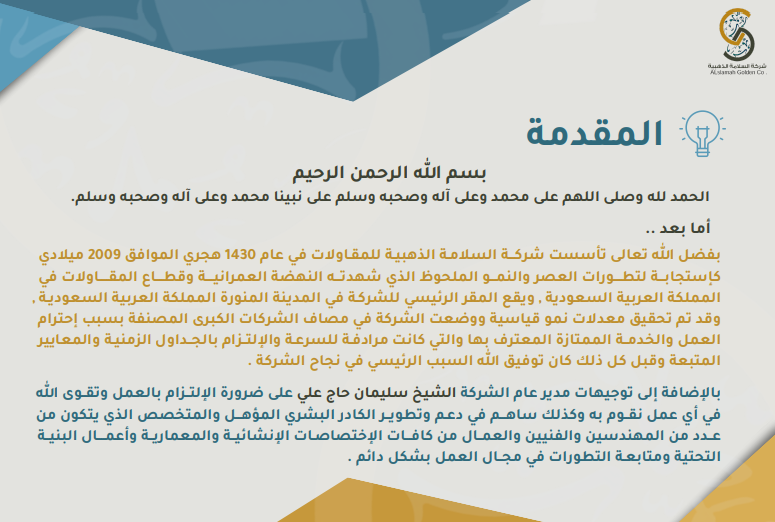 شركة السلامة الذهبية
ALslamah Golden Co .
المقدمة
بسم الله الرحمن الرحيم
الحمد لله وصلى اللهم على محمد وعلى آله وصحبه وسلم على نبينا محمد وعلى آله وصحبه وسلم.
أما بعد ..
بفضل الله تعالى تأسست شركة السلامة الذهبية للمقاولات في عام 1430 هجري الموافق 2009 ميلادي
كإستجابة لتطورات العصر والنمو الملحوظ الذي شهدته النهضة العمرانية وقطاع المقاولات في
المملكة العربية السعودية , ويقع المقر الرئيسي للشركة في المدينة المنورة المملكة العربية السعودية ,
وقد تم تحقيق معدلات نمو قياسية ووضعت الشركة في مصاف الشركات الكبرى المصنفة بسبب إحترام
العمل والخدمة الممتازة المعترف بها والتي كانت مرادفة للسرعة والإلتزام بالجداول الزمنية والمعايير
المتبعة وقبل كل ذلك كان توفيق الله السبب الرئيسي في نجاح الشركة .
بالإضافة إلى توجيهات مدير عام الشركة الشيخ سليمان حاج علي على ضرورة الإلتزام بالعمل وتقوى الله
في أي عمل نقوم به وكذلك ساهم في دعم وتطوير الكادر البشري المؤهل والمتخصص الذي يتكون من
عدد من المهندسين والفنيين والعمال من كافات الإختصاصات الإنشائية والمعمارية وأعمال البنية
التحتية ومتابعة التطورات في مجال العمل بشكل دائم .